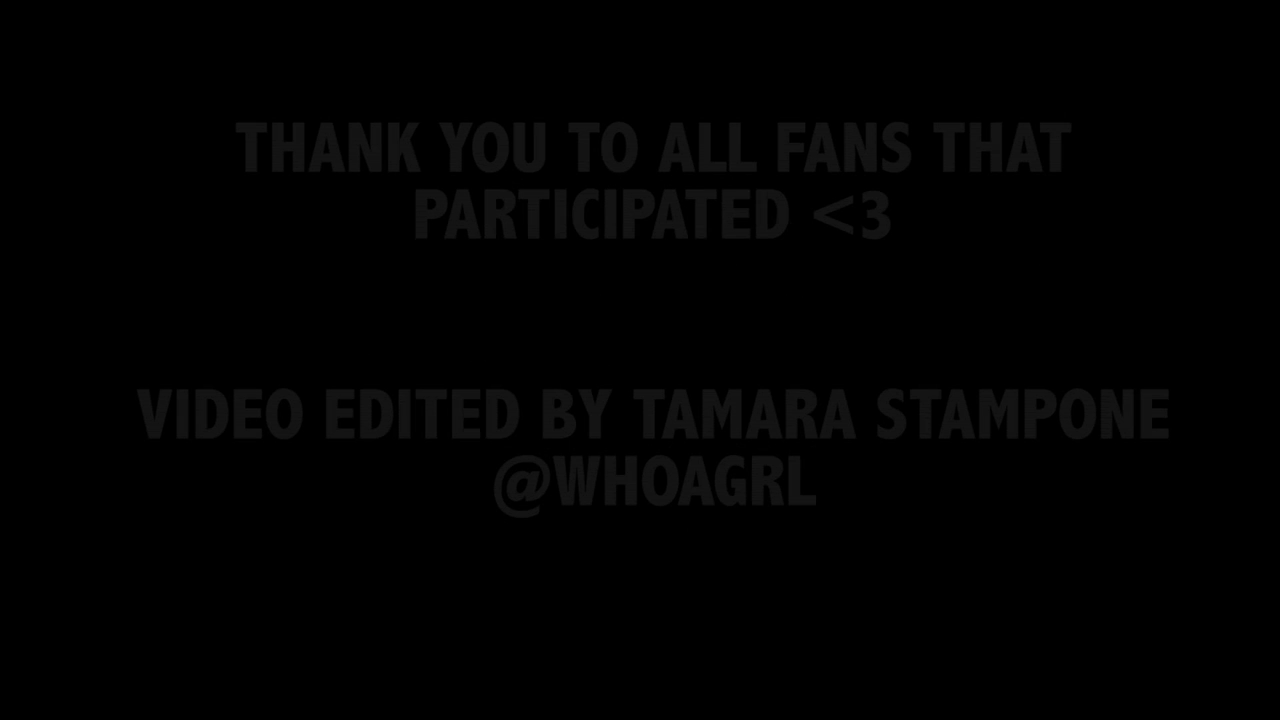 THANK YOU TO ALL FANS THAT
PARTICIPATED <3
VIDEO EDITED BY TAMARA STAMPONE
@WHOAGRL